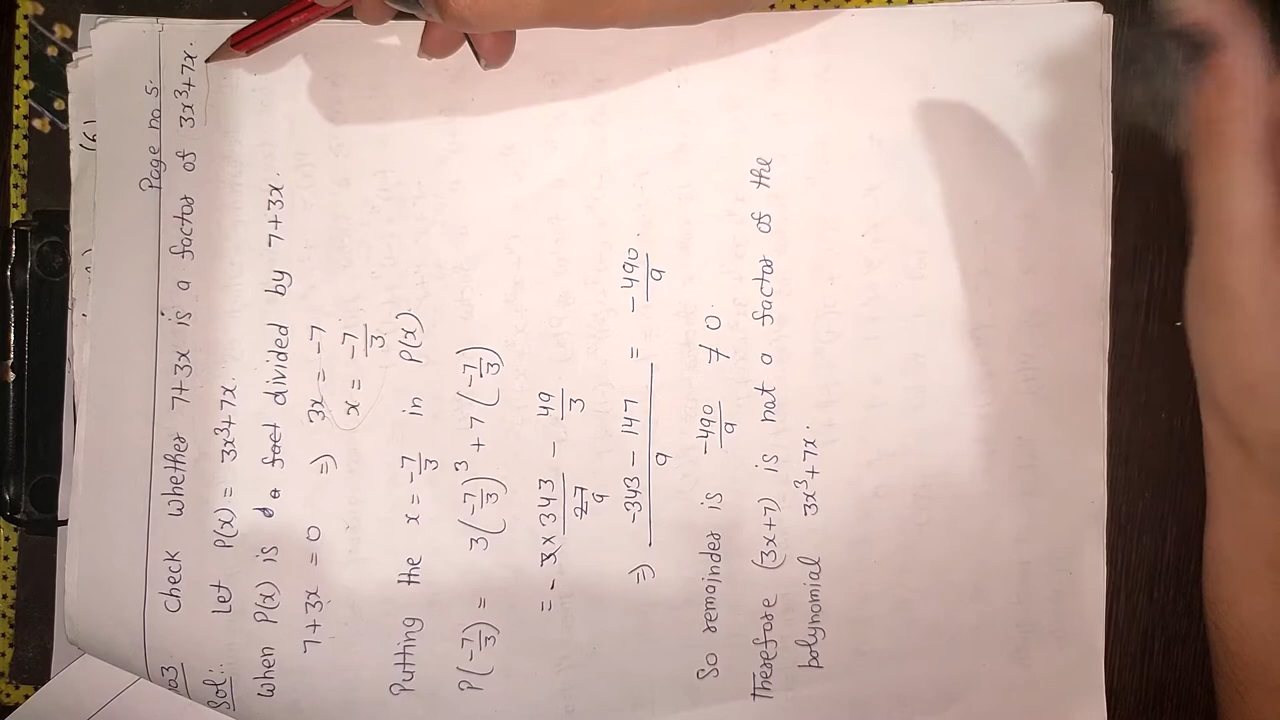 Page no 5.
Q3 Check whether 7+3x is a factor of 3x³+7x.
Sol:. Let P(x) = 3x³+7x.
When P(x) is divided by 7+3x.
7+3x = 0 ⇒ 3x = -7
x = -7/3
Putting the x = -7/3 in P(x).
P(-7/3) = 3(-7/3)³ + 7(-7/3)
= - 3 × 343/27 9 - 49/3
⇒ -343 - 147/9 = -490/9.
So remainder is -490/9 ≠ 0.
Therefore (3x+7) is not a factor of the
polynomial 3x³+7x.